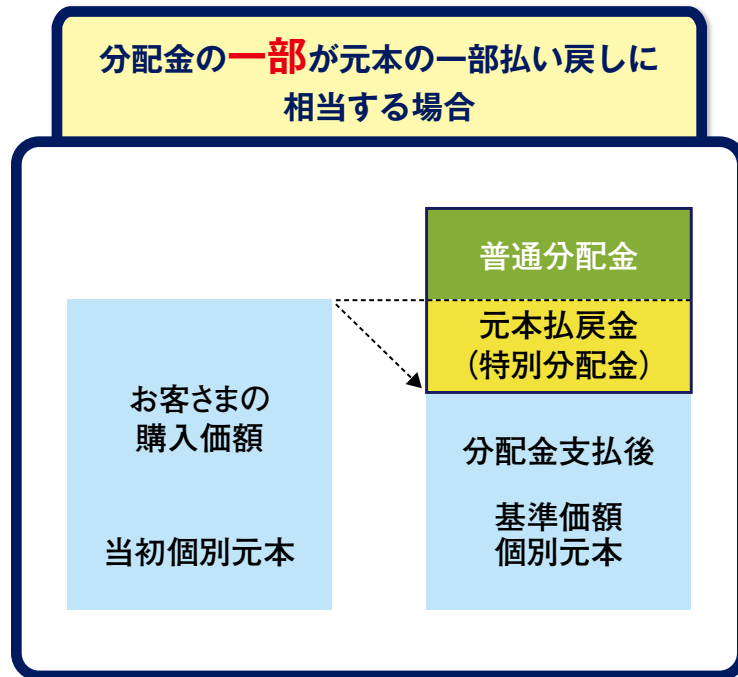 分配金の一部が元本の一部払い戻しに
相当する場合
お客さまの
購入価額
当初個別元本
普通分配金
元本払戻金
(特別分配金)
分配金支払後
基準価額
個別元本